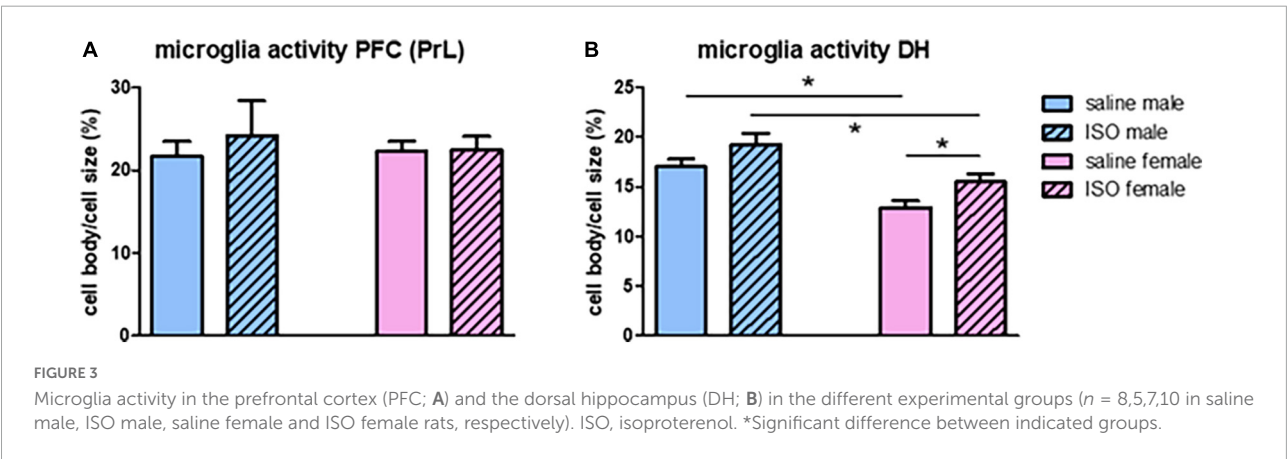 A microglia activity PFC (PrL)
cell body/cell size (%)
30
20
10
0
B microglia activity DH
cell body/cell size (%)
25
20
15
10
5
0
*
*
*
saline male
ISO male
saline female
ISO female
FIGURE 3
Microglia activity in the prefrontal cortex (PFC; A) and the dorsal hippocampus (DH; B) in the different experimental groups (n = 8,5,7,10 in saline
male, ISO male, saline female and ISO female rats, respectively). ISO, isoproterenol. *Significant difference between indicated groups.